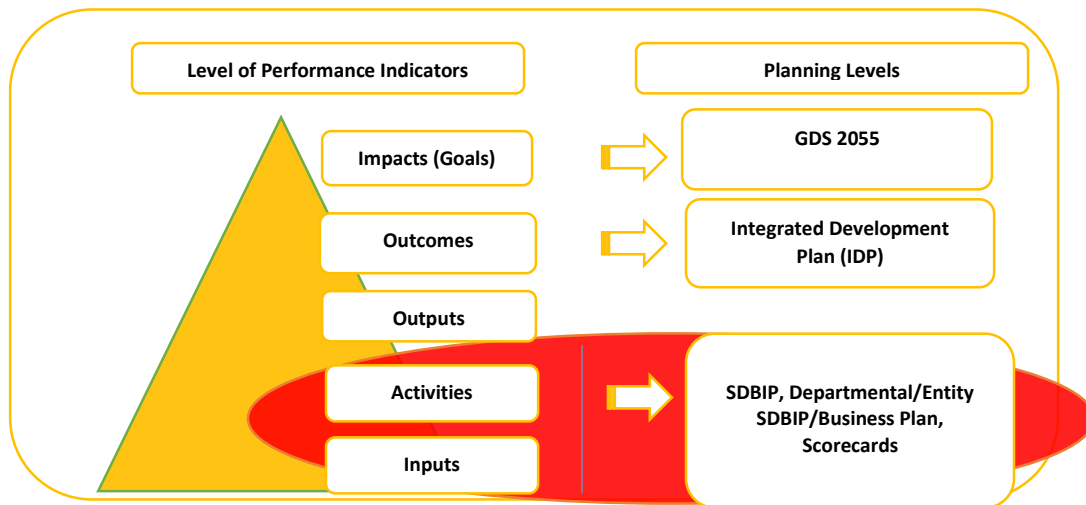 Level of Performance Indicators
Planning Levels
Impacts (Goals)
GDS 2055
Outcomes
Integrated Development
Plan (IDP)
Outputs
Activities
SDBIP, Departmental/Entity
SDBIP/Business Plan,
Scorecards
Inputs